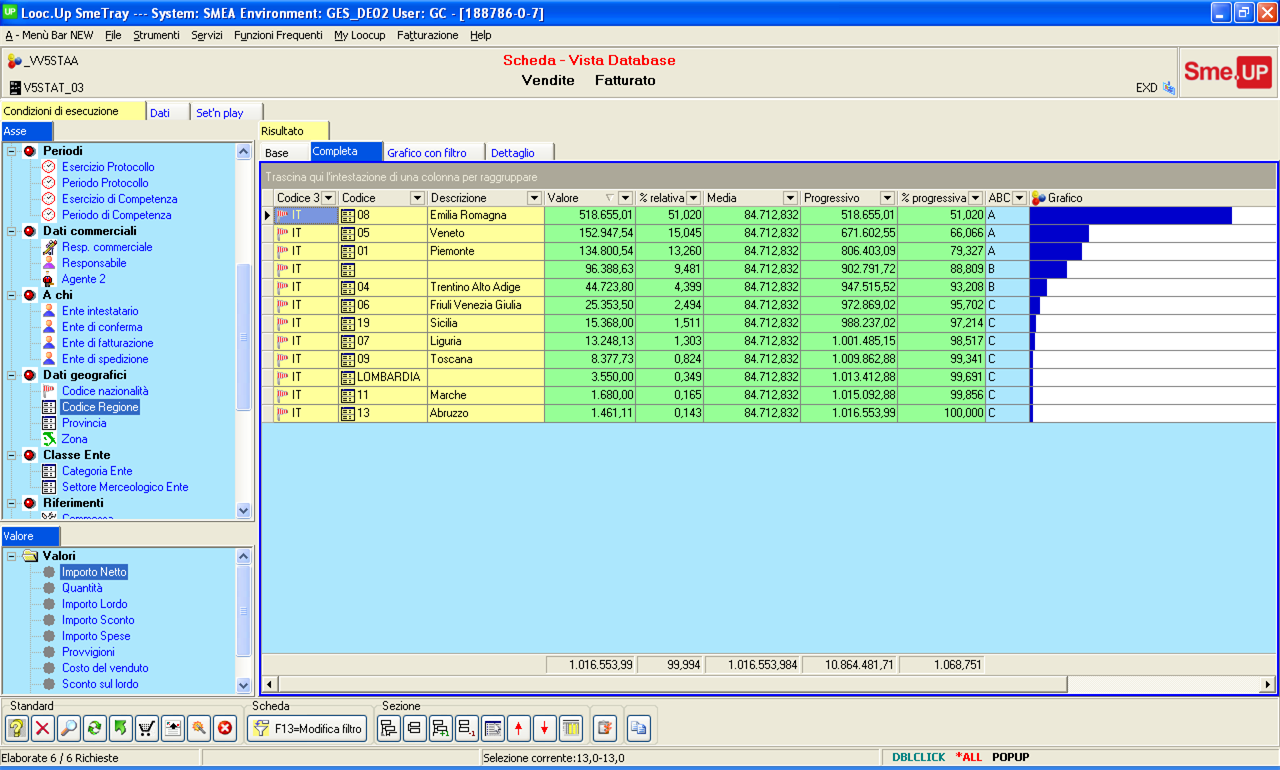 UP Looc.Up SmeTray --- System: SMEA Environment: GES_DE02 User: GC - [188786-0-7]
A - Menù Bar NEW File Strumenti Servizi Funzioni Frequenti My Loocup Fatturazione Help
_VV5STAA
Scheda - Vista Database
Vendite Fatturato
V5STAT_03
EXD
Sme.UP
Condizioni di esecuzione Dati Set'n play
Asse
Periodi
Esercizio Protocollo
Periodo Protocollo
Esercizio di Competenza
Periodo di Competenza
Dati commerciali
Resp. commerciale
Responsabile
Agente 2
A chi
Ente intestatario
Ente di conferma
Ente di fatturazione
Ente di spedizione
Dati geografici
Codice nazionalità
Codice Regione
Provincia
Zona
Classe Ente
Categoria Ente
Settore Merceologico Ente
Riferimenti
Commessa
Valore
Valori
Importo Netto
Quantità
Importo Lordo
Importo Sconto
Importo Spese
Provvigioni
Costo del venduto
Sconto sul lordo
Risultato
Base Completa Grafico con filtro Dettaglio
Trascina qui l'intestazione di una colonna per raggruppare
Codice 3 Codice Descrizione Valore % relativa Media Progressivo % progressiva ABC Grafico
IT 08 Emilia Romagna 518.655,01 51,020 84.712,832 518.655,01 51,020 A
IT 05 Veneto 152.947,54 15,045 84.712,832 671.602,55 66,066 A
IT 01 Piemonte 134.800,54 13,260 84.712,832 806.403,09 79,327 A
IT 96.388,63 9,481 84.712,832 902.791,72 88,809 B
IT 04 Trentino Alto Adige 44.723,80 4,399 84.712,832 947.515,52 93,208 B
IT 06 Friuli Venezia Giulia 25.353,50 2,494 84.712,832 972.869,02 95,702 C
IT 19 Sicilia 15.368,00 1,511 84.712,832 988.237,02 97,214 C
IT 07 Liguria 13.248,13 1,303 84.712,832 1.001.485,15 98,517 C
IT 09 Toscana 8.377,73 0,824 84.712,832 1.009.862,88 99,341 C
IT LOMBARDIA 3.550,00 0,349 84.712,832 1.013.412,88 99,691 C
IT 11 Marche 1.680,00 0,165 84.712,832 1.015.092,88 99,856 C
IT 13 Abruzzo 1.461,11 0,143 84.712,832 1.016.553,99 100,000 C
1.016.553,99 99,994 1.016.553,984 10.864.481,71 1.068,751
Standard Scheda Sezione
F13=Modifica filtro
Elaborate 6 / 6 Richieste Selezione corrente:13,0-13,0 DBLCLICK *ALL POPUP